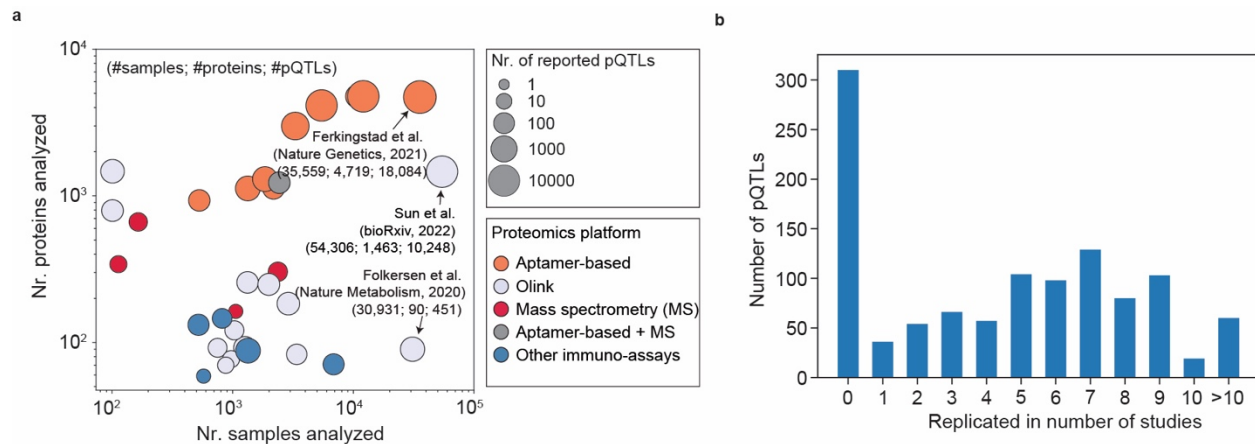 a
(#samples; #proteins; #pQTLs)
10⁴
10³
10²
Nr. proteins analyzed
10² 10³ 10⁴ 10⁵
Nr. samples analyzed
Ferkingstad et al.
(Nature Genetics, 2021)
(35,559; 4,719; 18,084)
Sun et al.
(bioRxiv, 2022)
(54,306; 1,463; 10,248)
Folkersen et al.
(Nature Metabolism, 2020)
(30,931; 90; 451)
Nr. of reported pQTLs
1
10
100
1000
10000
Proteomics platform
Aptamer-based
Olink
Mass spectrometry (MS)
Aptamer-based + MS
Other immuno-assays
b
Number of pQTLs
300
250
200
150
100
50
0
0 1 2 3 4 5 6 7 8 9 10 >10
Replicated in number of studies